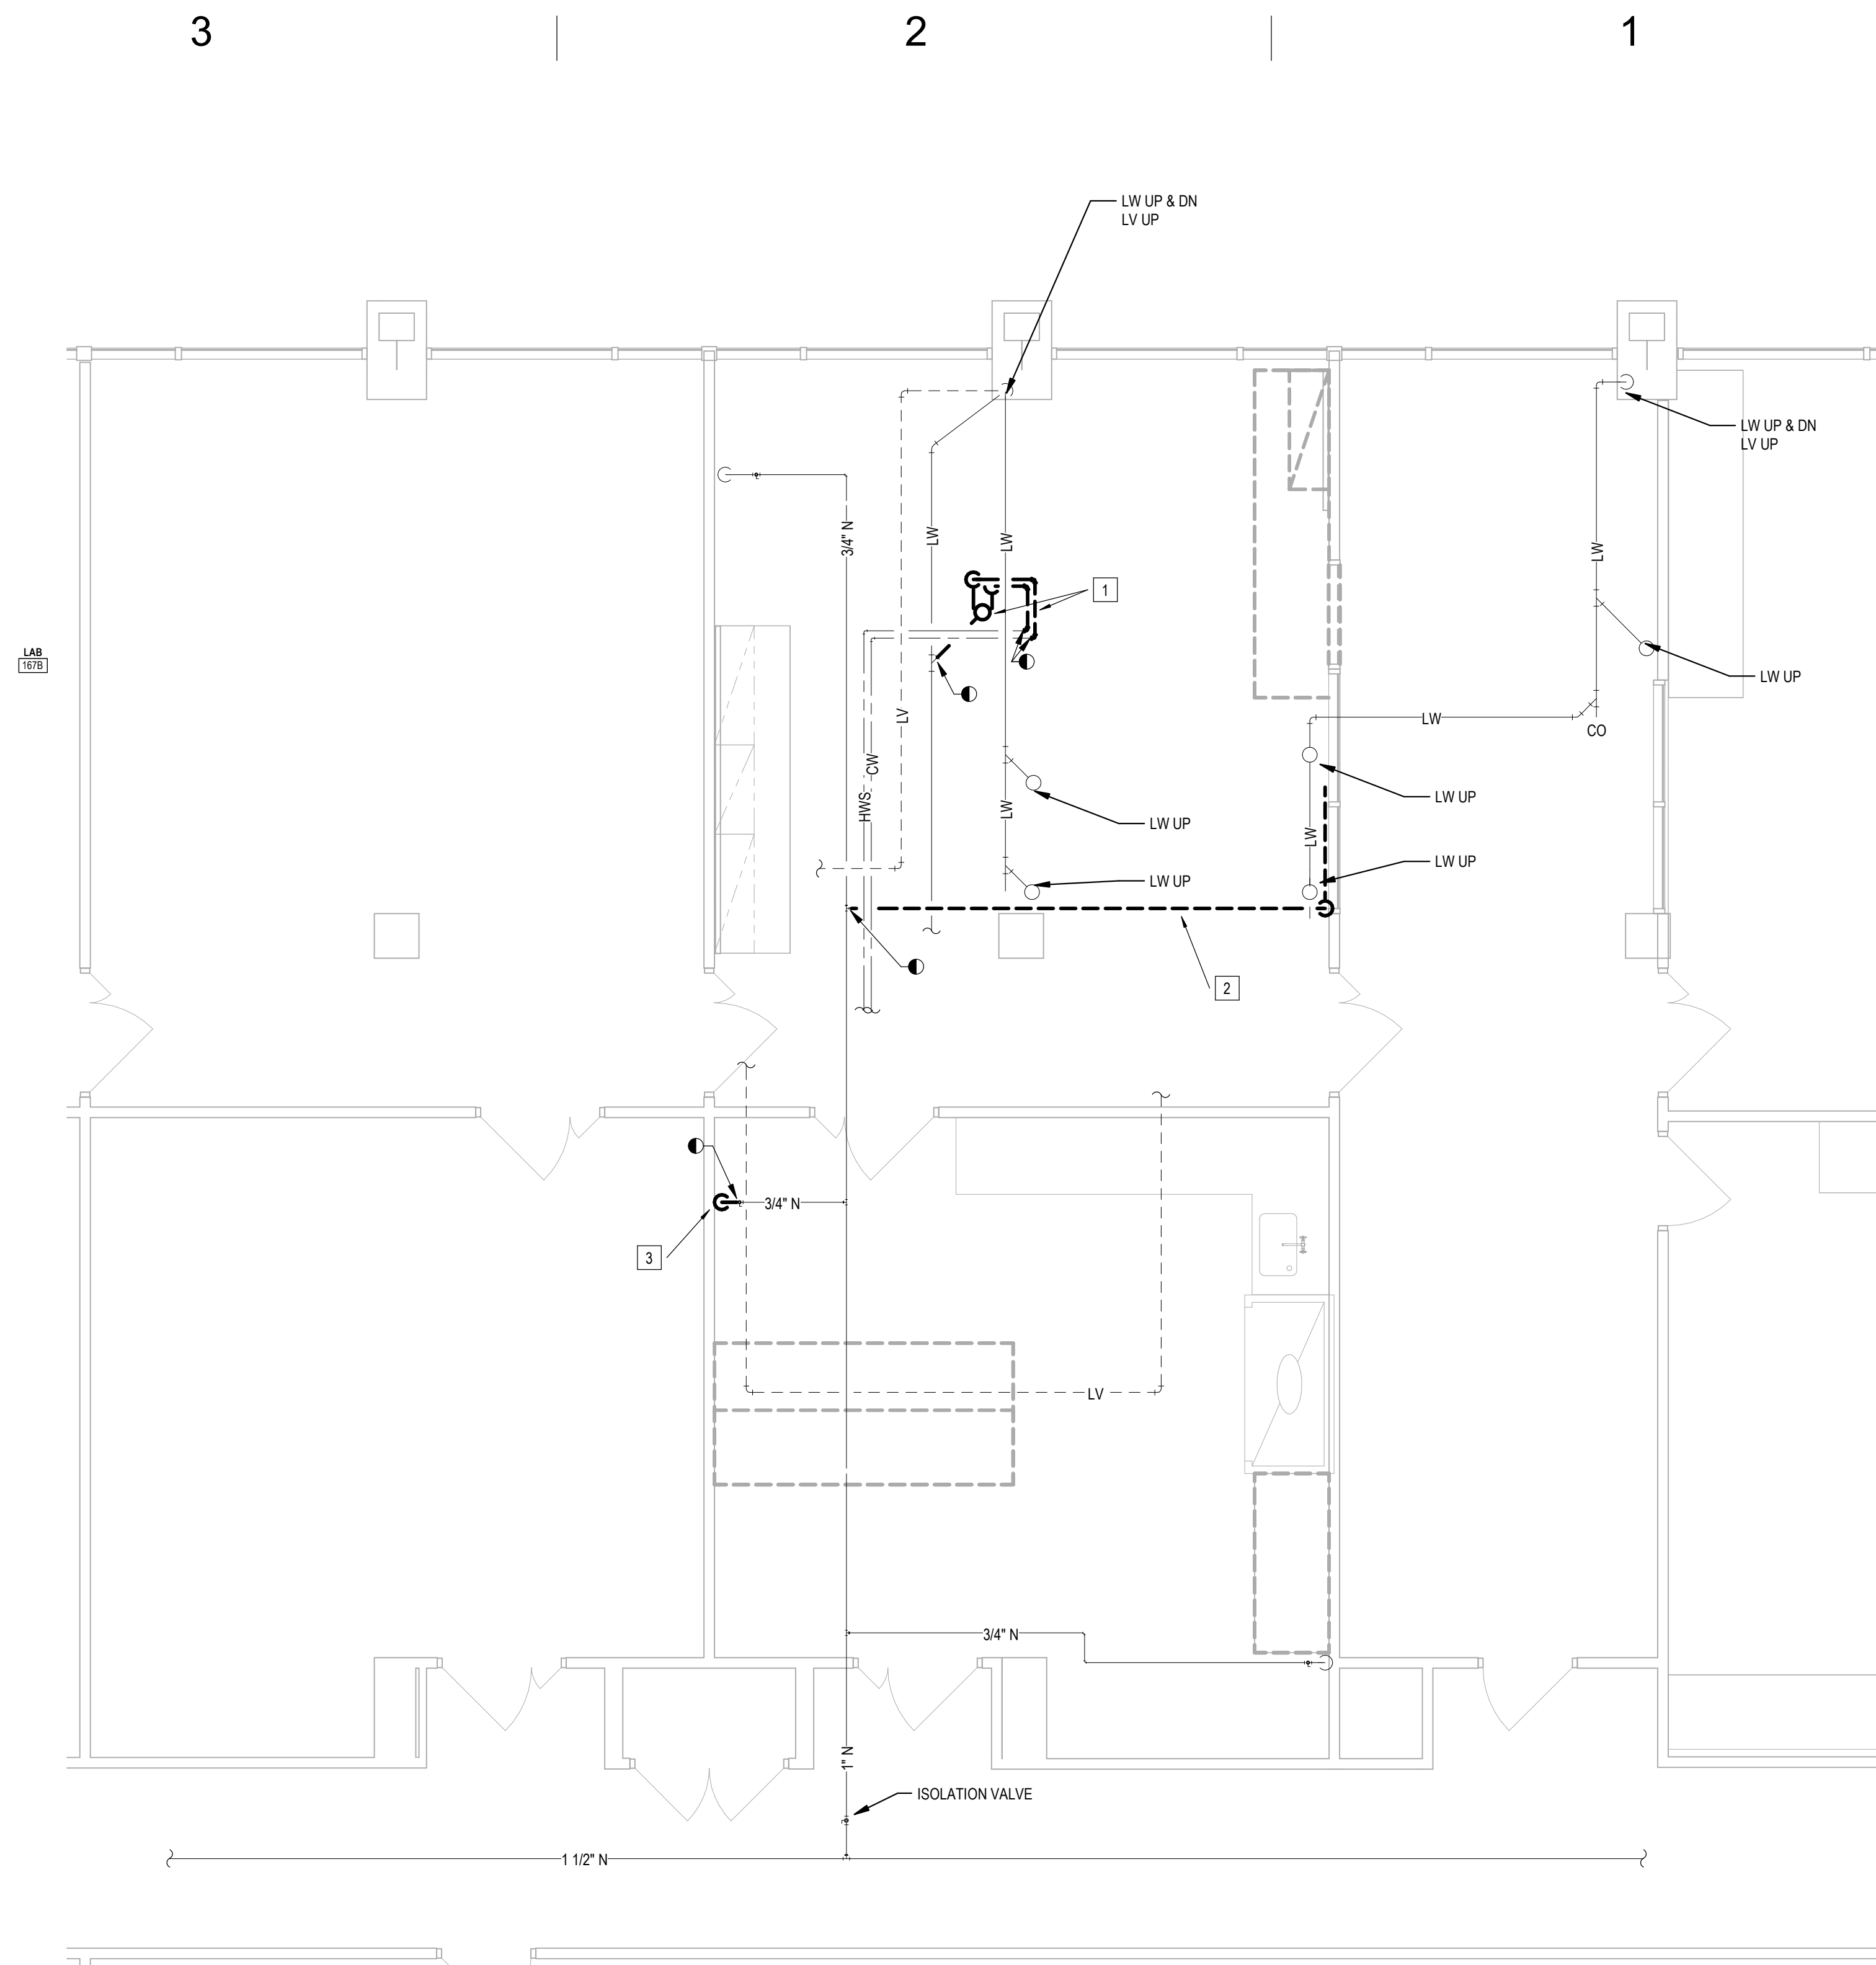 3
2
1
LW UP & DN
LV UP
LW UP & DN
LV UP
3/4" N
LW
LW
LW
1
LAB
167B
LW UP
LV
LW
CO
CW
HWS
LW
LW
LW UP
LW UP
LW UP
LW UP
2
3/4" N
3
LV
3/4" N
1" N
ISOLATION VALVE
1 1/2" N